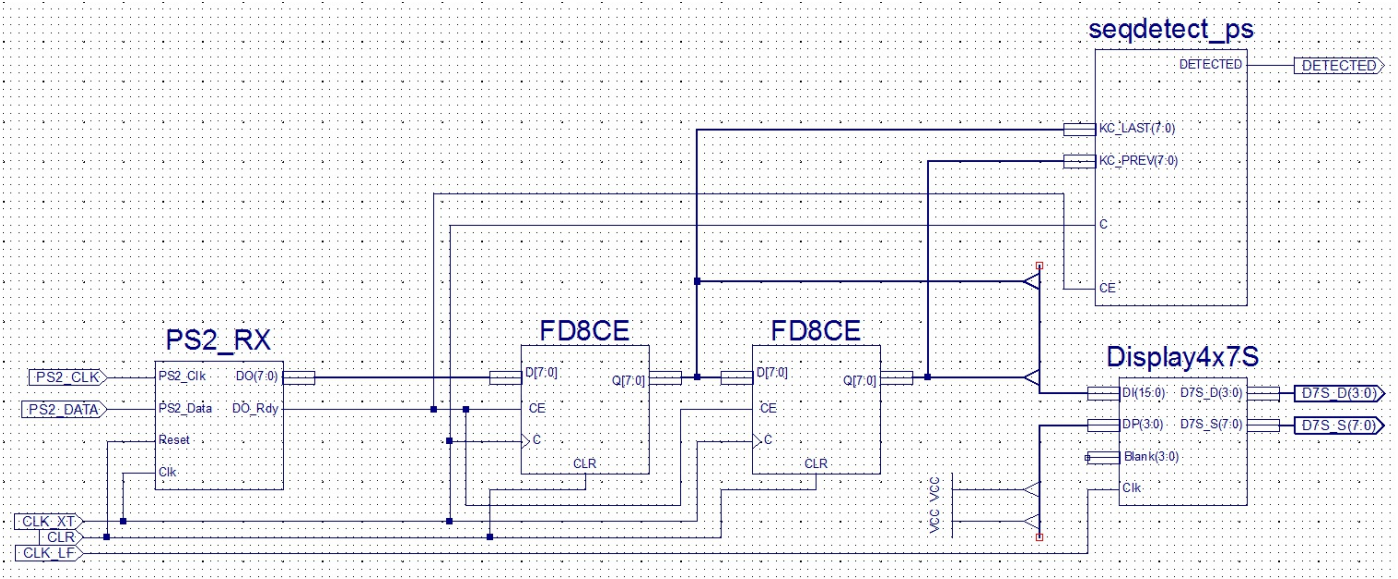 seqdetect_ps
DETECTED
DETECTED
KC_LAST(7:0)
KC_PREV(7:0)
C
CE
PS2_RX
PS2_CLK
PS2_Clk
DO(7:0)
PS2_DATA
PS2_Data
DO_Rdy
Reset
Clk
FD8CE
D[7:0]
Q[7:0]
CE
C
CLR
FD8CE
D[7:0]
Q[7:0]
CE
C
CLR
Display4x7S
DI(15:0)
D7S_D(3:0)
D7S_D(3:0)
DP(3:0)
D7S_S(7:0)
D7S_S(7:0)
Blank(3:0)
Clk
VCC
VCC
CLK_XT
CLR
CLK_LF